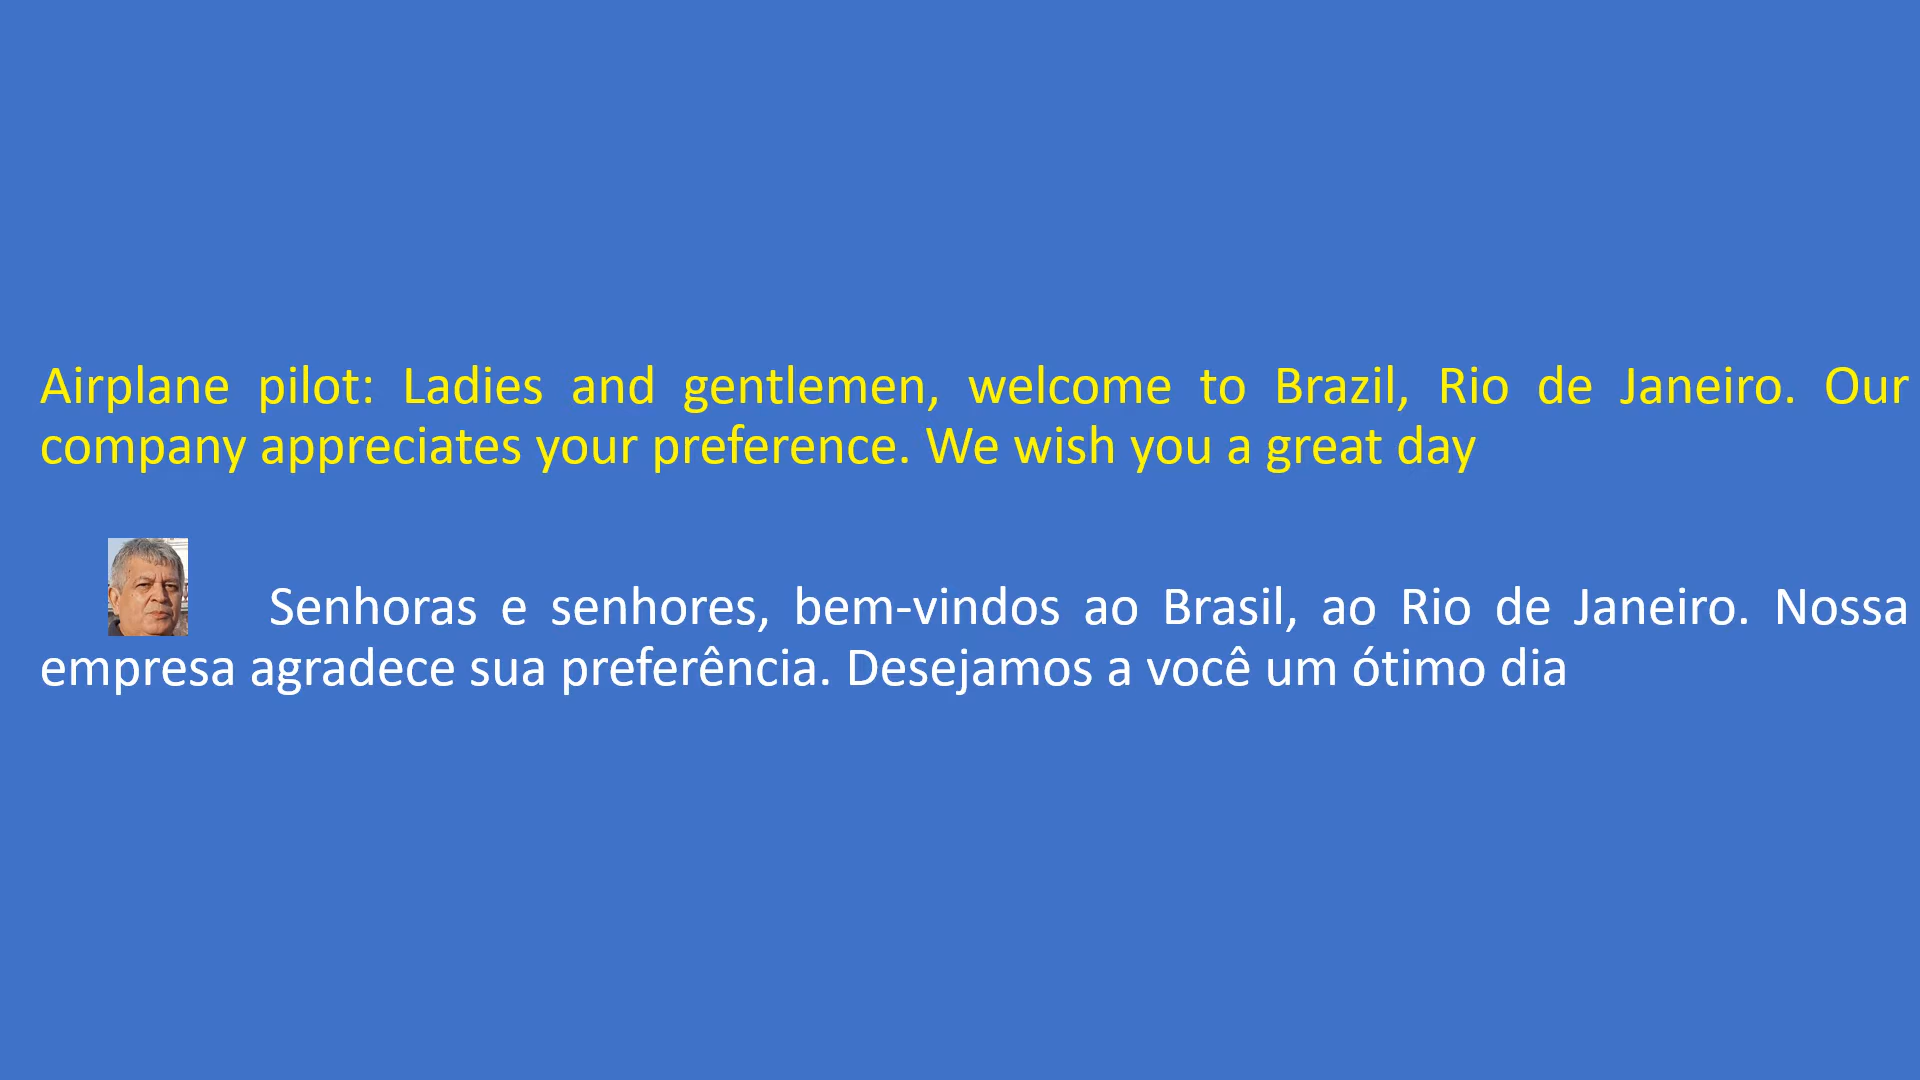 Airplane pilot: Ladies and gentlemen, welcome to Brazil, Rio de Janeiro. Our
company appreciates your preference. We wish you a great day
Senhoras e senhores, bem-vindos ao Brasil, ao Rio de Janeiro. Nossa
empresa agradece sua preferência. Desejamos a você um ótimo dia